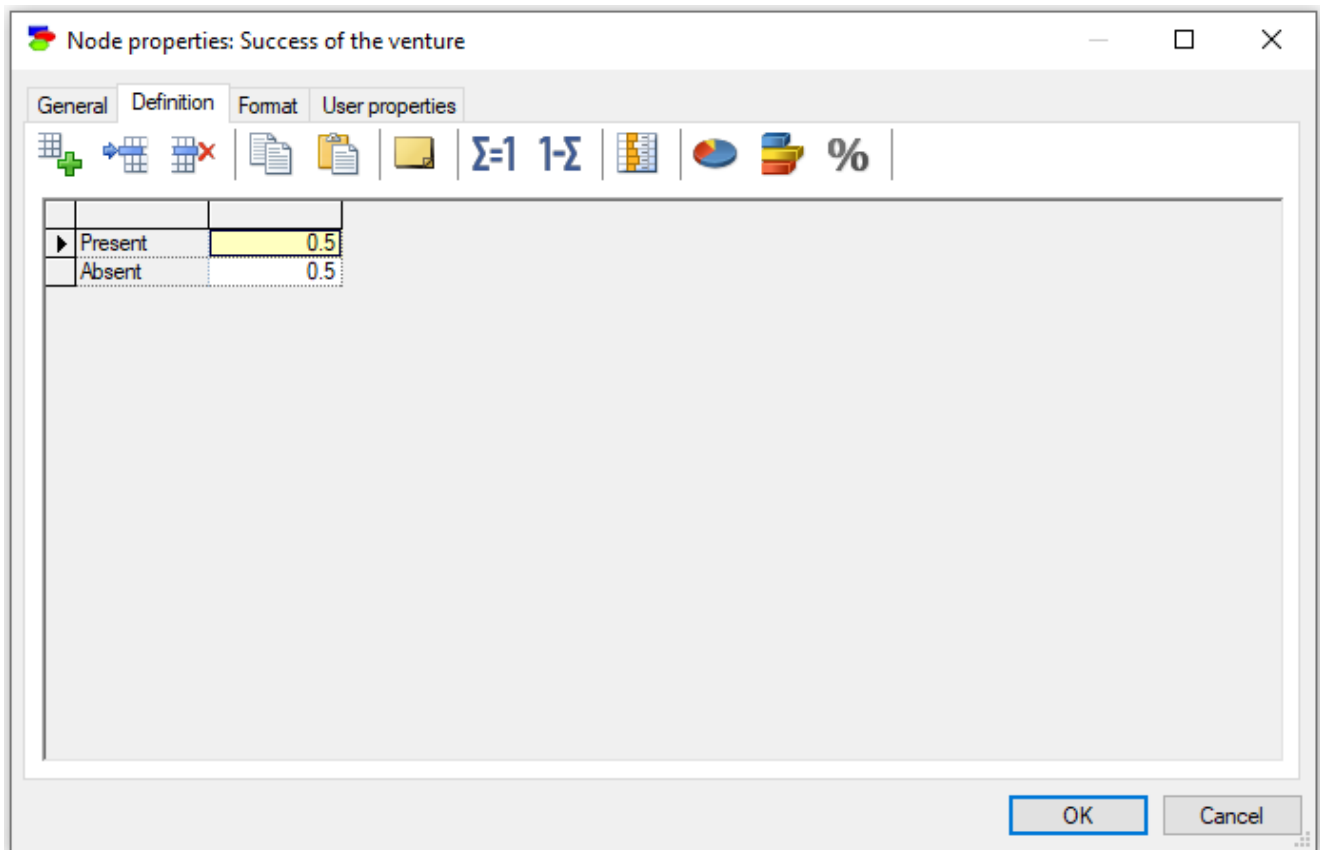 Node properties: Success of the venture
General Definition Format User properties
Σ=1 1-Σ %
Present 0.5
Absent 0.5
OK Cancel